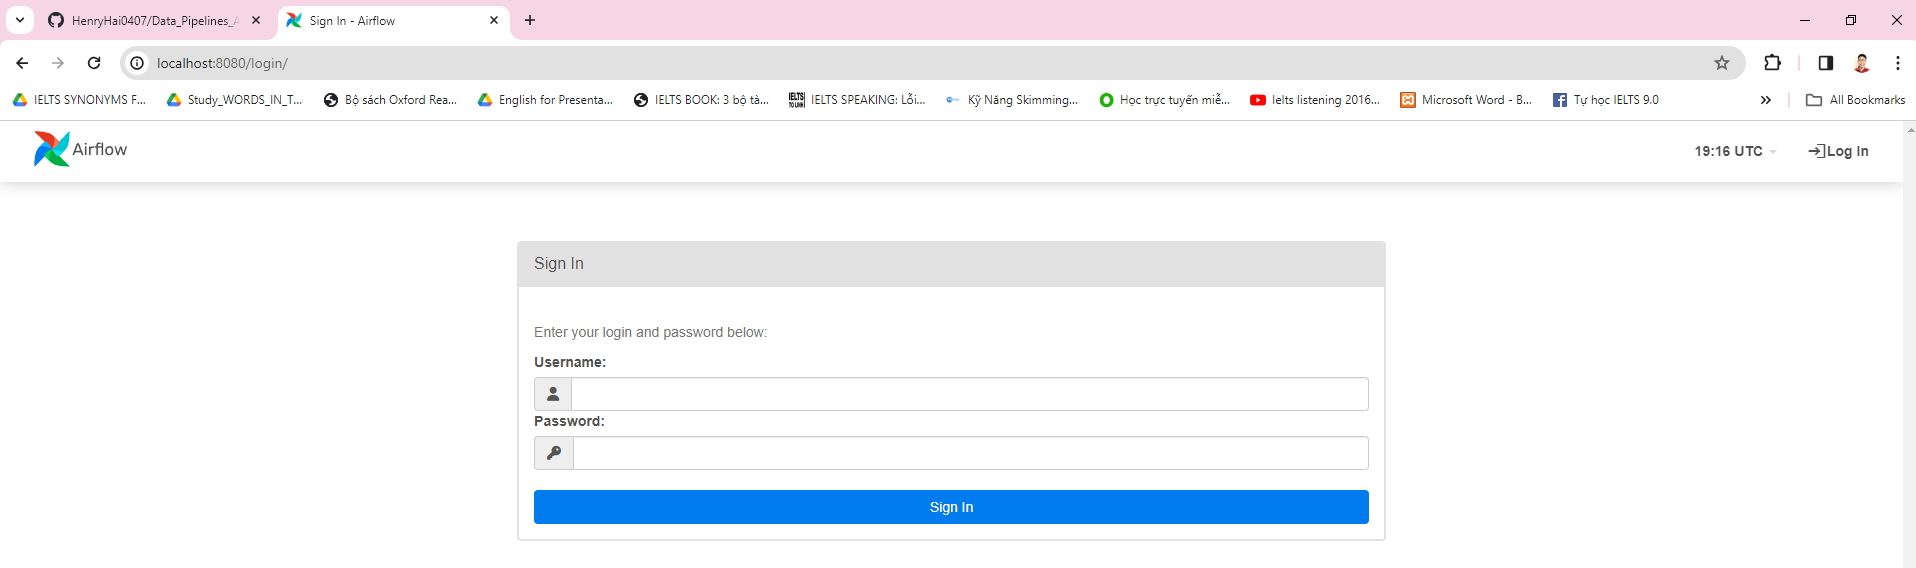 HenryHai0407/Data_Pipelines_A
Sign In - Airflow
localhost:8080/login/
IELTS SYNONYMS F...
Study_WORDS_IN_T...
Bộ sách Oxford Rea...
English for Presenta...
IELTS BOOK: 3 bộ tà...
IELTS SPEAKING: Lỗi...
Kỹ Năng Skimming...
Học trực tuyến miễ...
Ielts listening 2016...
Microsoft Word - B...
Tự học IELTS 9.0
All Bookmarks
Airflow
19:16 UTC
Log In
Sign In
Enter your login and password below:
Username:
Password:
Sign In